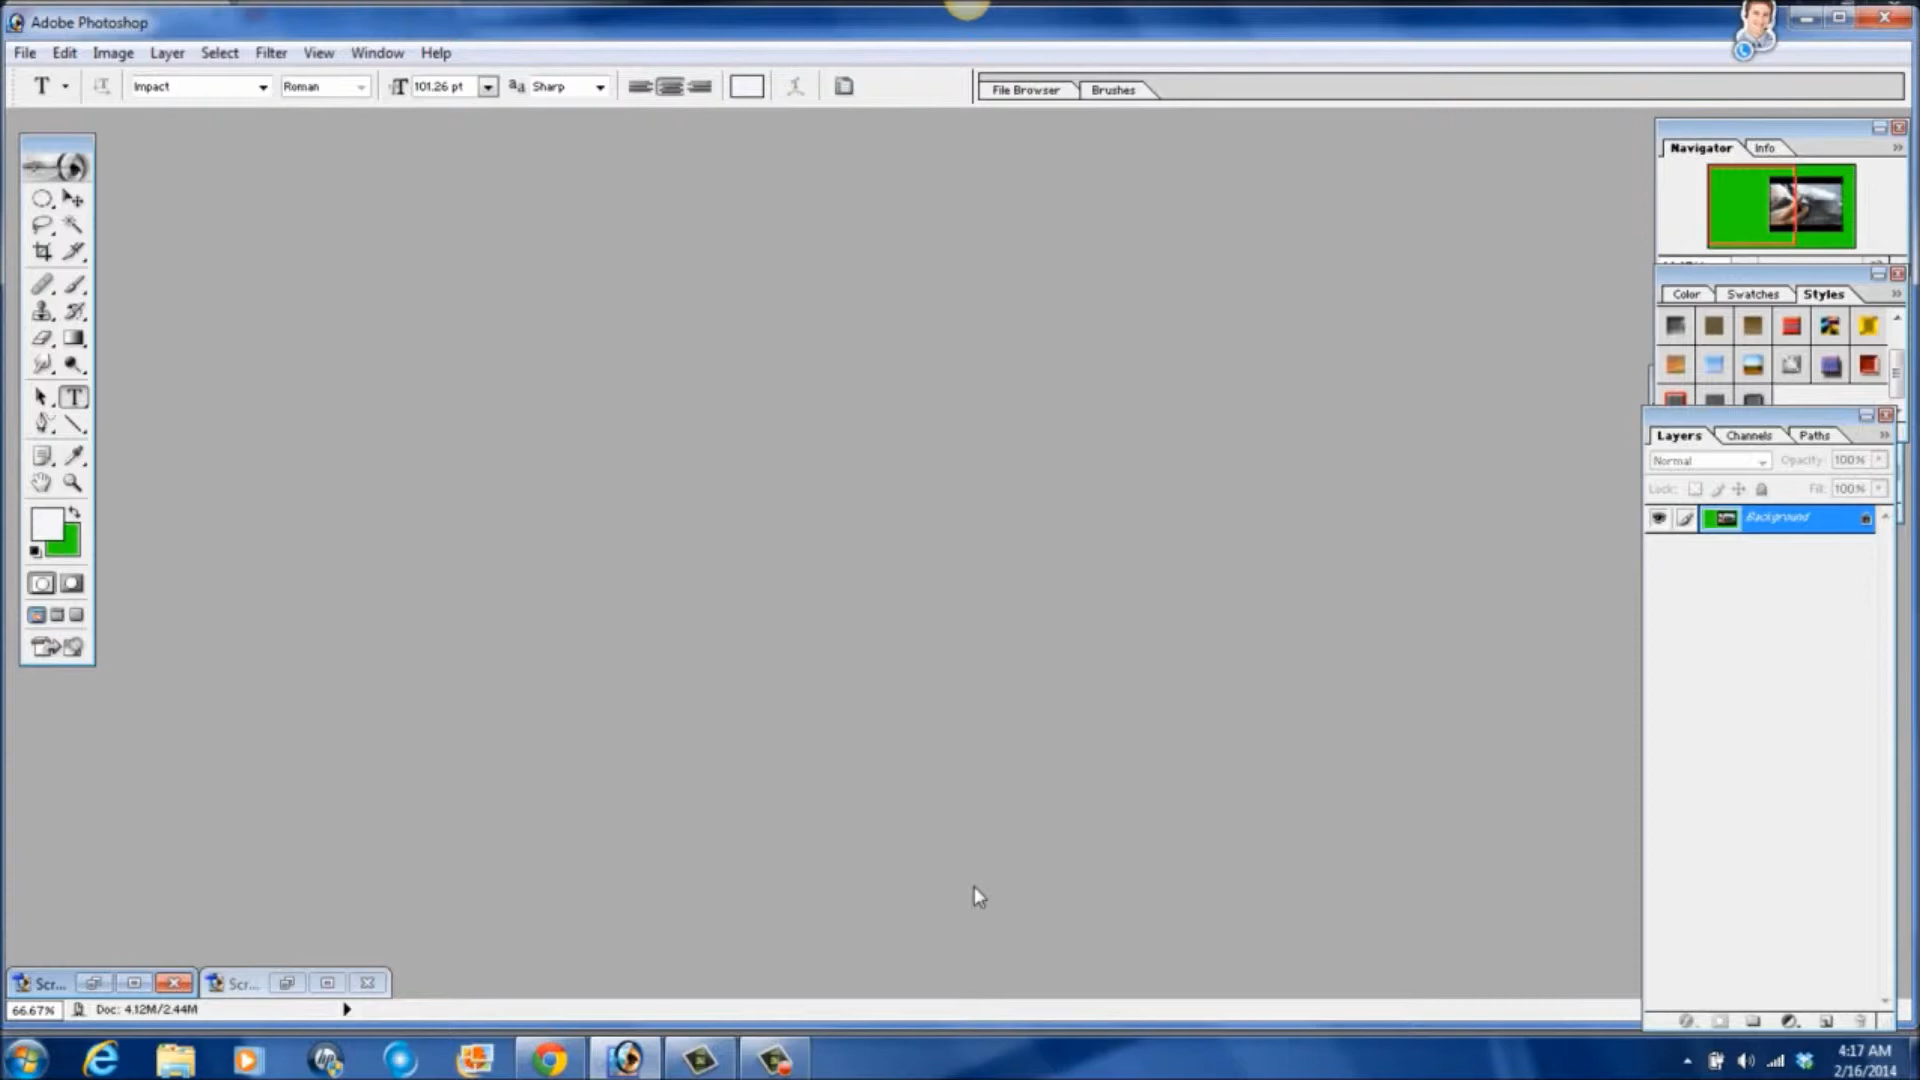 Adobe Photoshop
File Edit Image Layer Select Filter View Window Help
T T Impact Roman T 101.26 pt aa Sharp File Browser Brushes
Navigator Info
Color Swatches Styles
T
Layers Channels Paths
Normal Opacity: 100%
Lock: Fill: 100%
Background
Scr... Scr...
66.67% Doc: 4.12M/2.44M
4:17 AM
2/16/2014